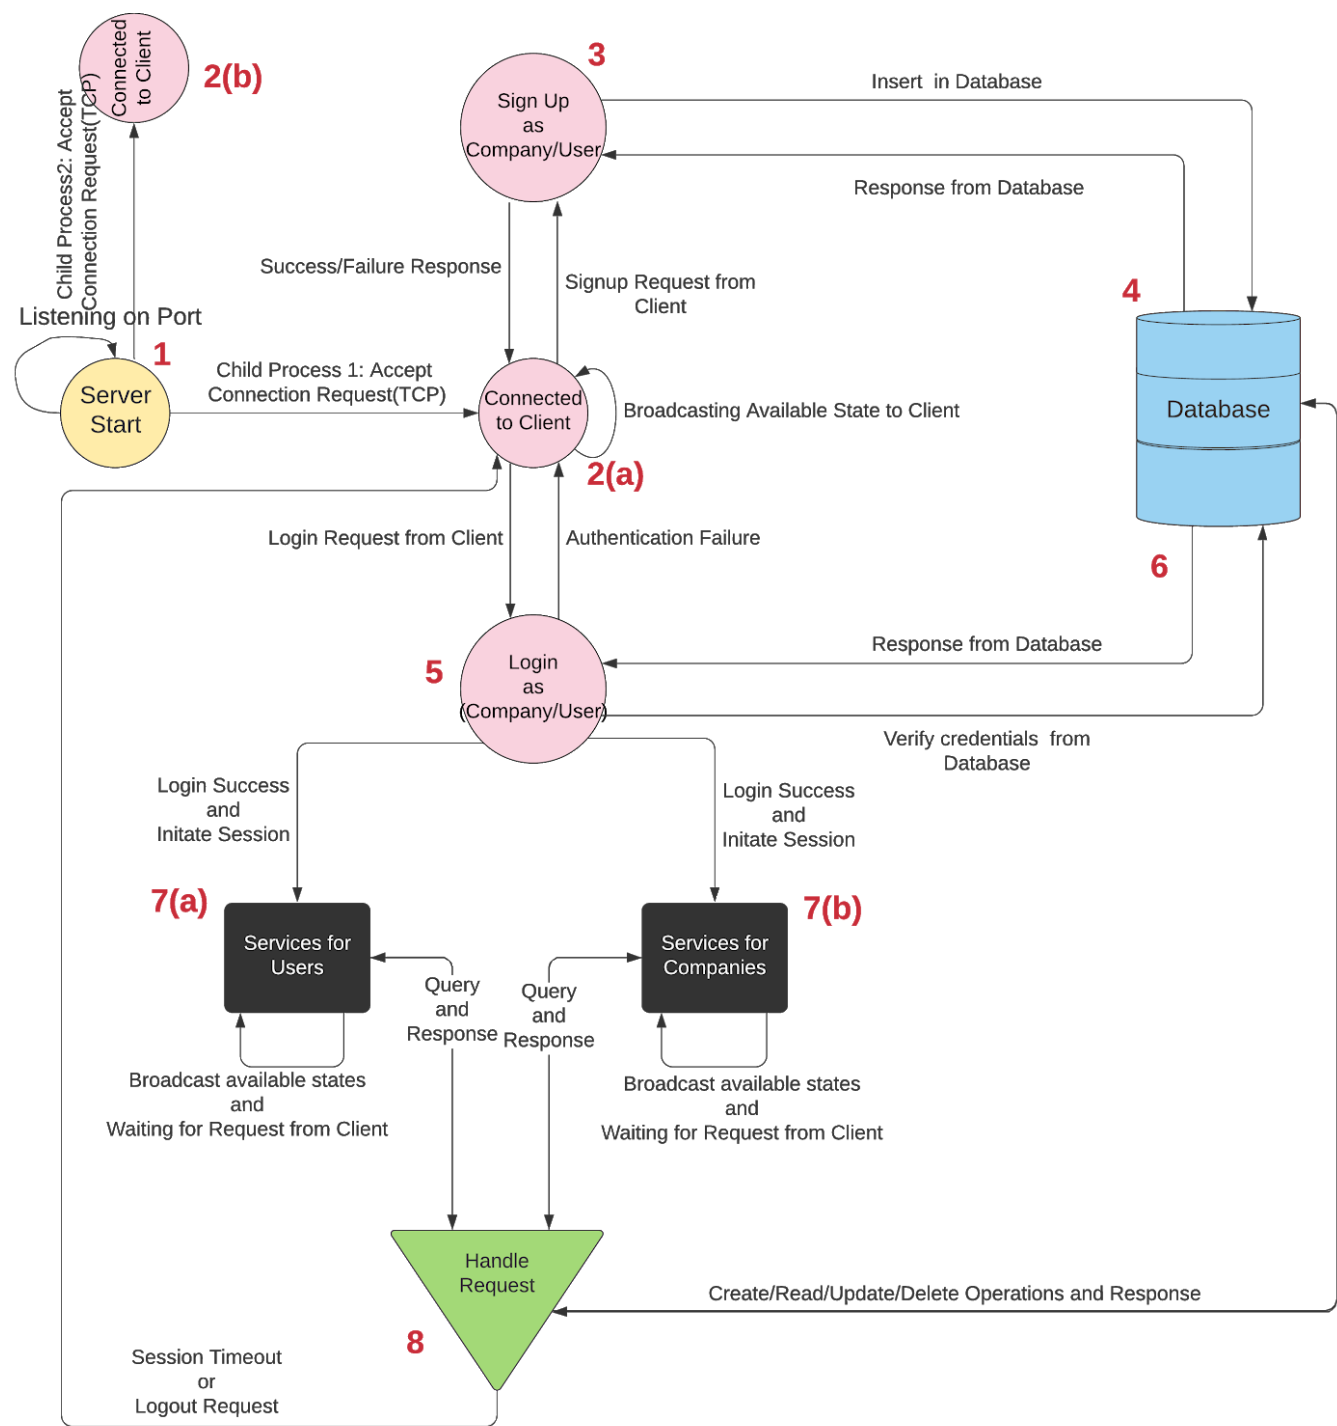 Connected
to Client
2(b)
Child Process2: Accept
Connection Request(TCP)
3
Sign Up
as
Company/User
Insert in Database
Response from Database
Success/Failure Response
Signup Request from
Client
4
Listening on Port
1
Server
Start
Child Process 1: Accept
Connection Request(TCP)
Connected
to Client
Broadcasting Available State to Client
2(a)
Database
Login Request from Client
Authentication Failure
6
5
Login
as
(Company/User)
Response from Database
Verify credentials from
Database
Login Success
and
Initate Session
Login Success
and
Initate Session
7(a)
7(b)
Services for
Users
Services for
Companies
Query
and
Response
Query
and
Response
Broadcast available states
and
Waiting for Request from Client
Broadcast available states
and
Waiting for Request from Client
Handle
Request
Create/Read/Update/Delete Operations and Response
8
Session Timeout
or
Logout Request